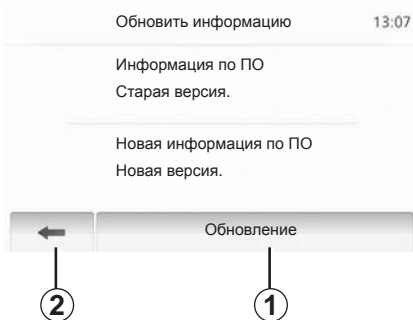 Обновить информацию 13:07
Информация по ПО
Старая версия.
Новая информация по ПО
Новая версия.
Обновление
2 1